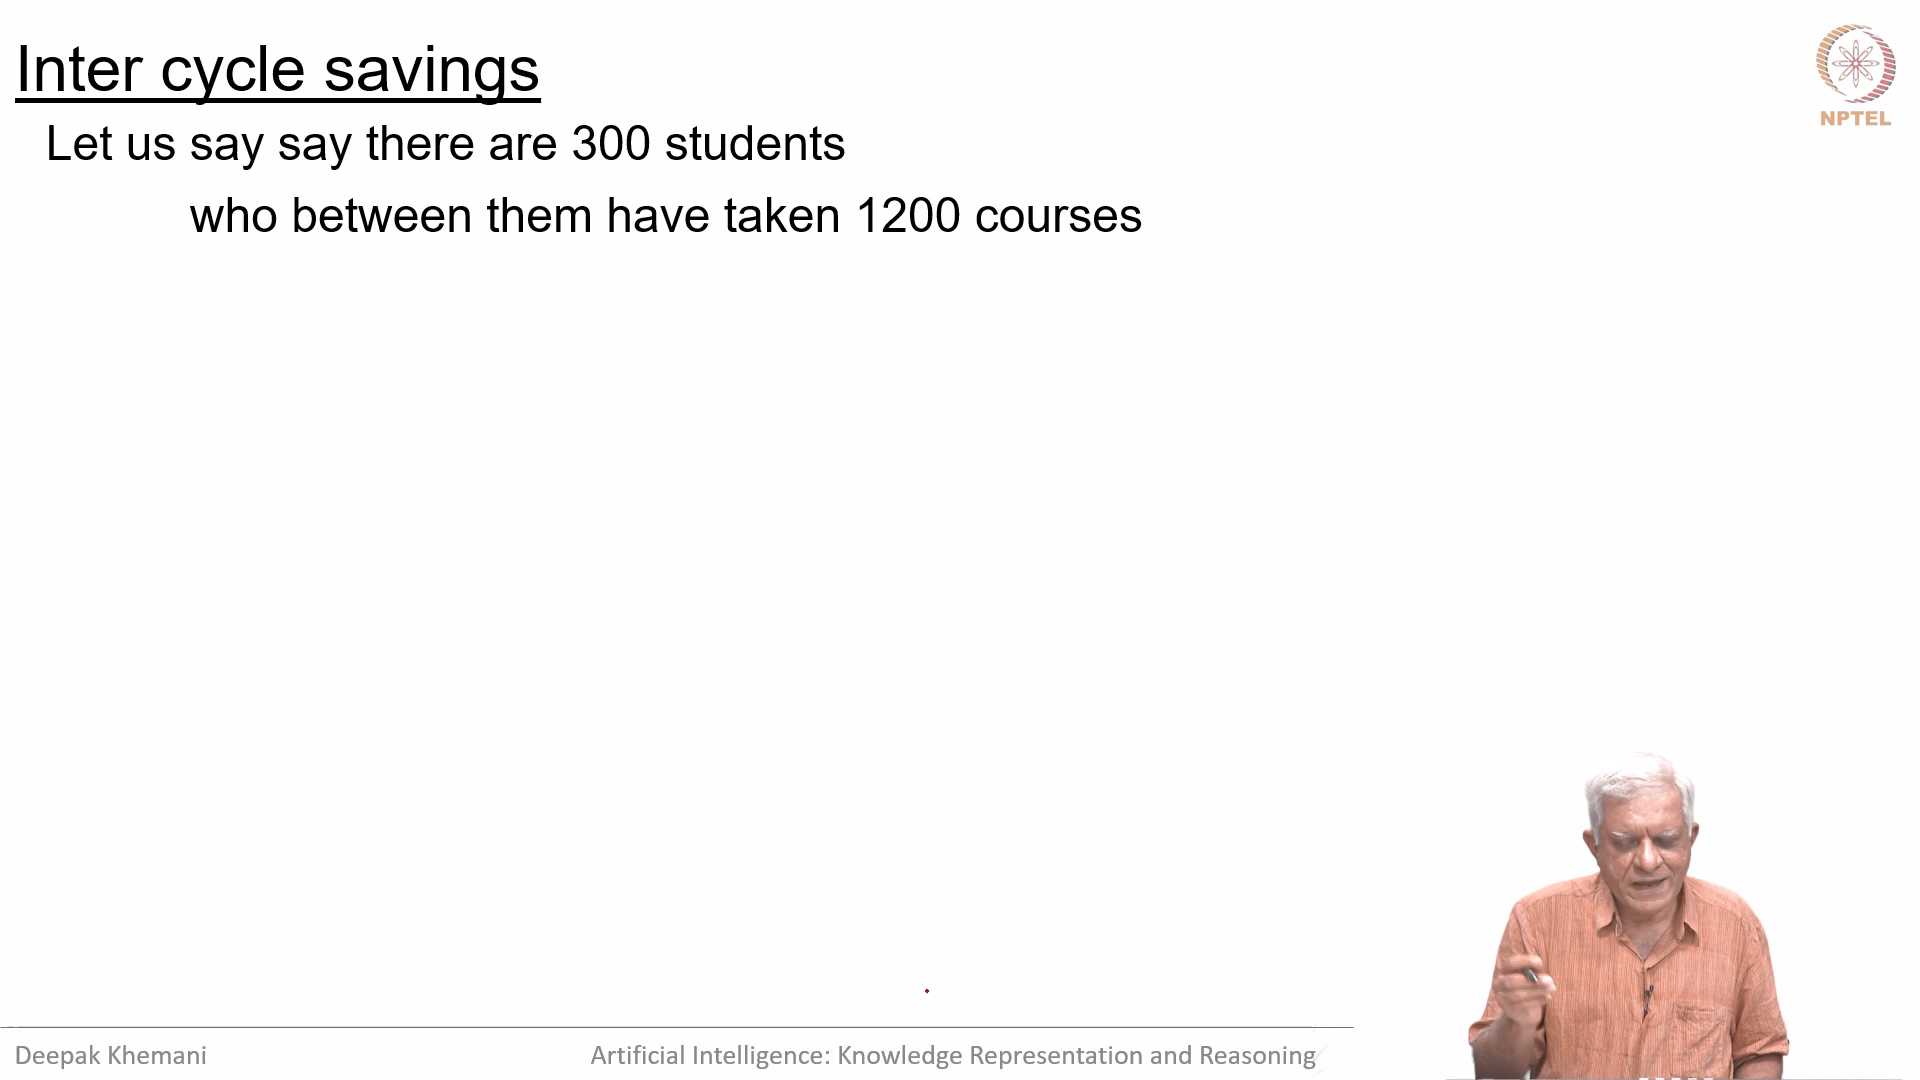 Inter cycle savings
NPTEL
Let us say say there are 300 students
who between them have taken 1200 courses
Deepak Khemani
Artificial Intelligence: Knowledge Representation and Reasoning